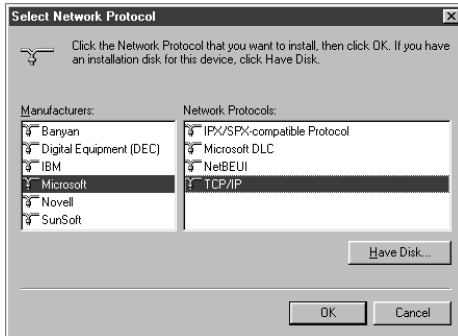 Select Network Protocol
Click the Network Protocol that you want to install, then click OK. If you have
an installation disk for this device, click Have Disk.
Manufacturers:
Banyan
Digital Equipment (DEC)
IBM
Microsoft
Novell
SunSoft
Network Protocols:
IPX/SPX-compatible Protocol
Microsoft DLC
NetBEUI
TCP/IP
Have Disk...
OK
Cancel